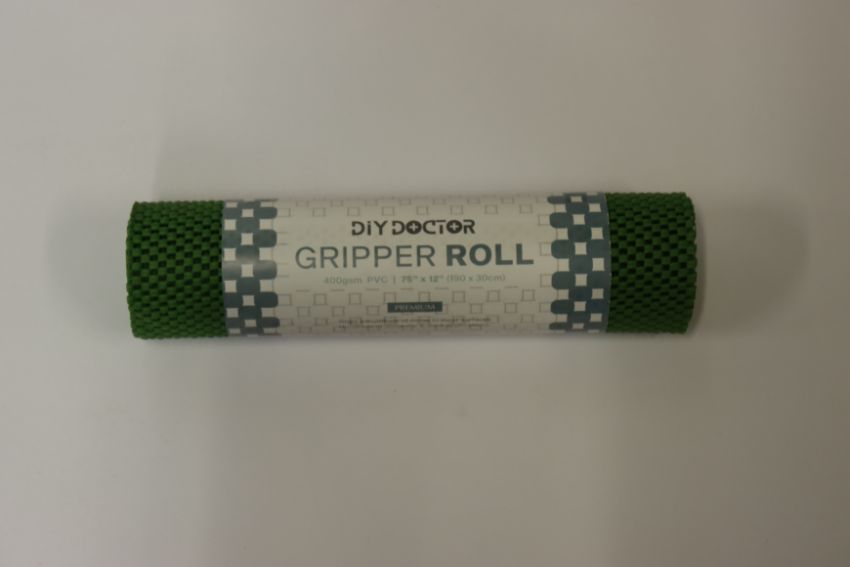 DiY DOCTOR
GRIPPER ROLL
400gsm PVC | 75" x 12" (190 x 30cm)
PREMIUM